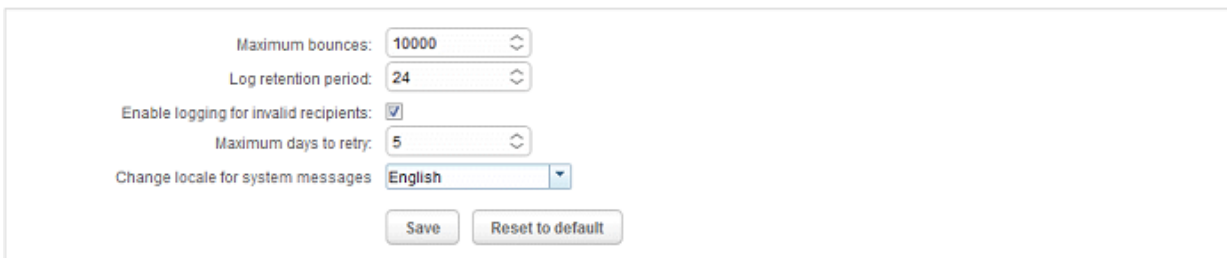 Maximum bounces: 10000
Log retention period: 24
Enable logging for invalid recipients:
Maximum days to retry: 5
Change locale for system messages English
Save Reset to default